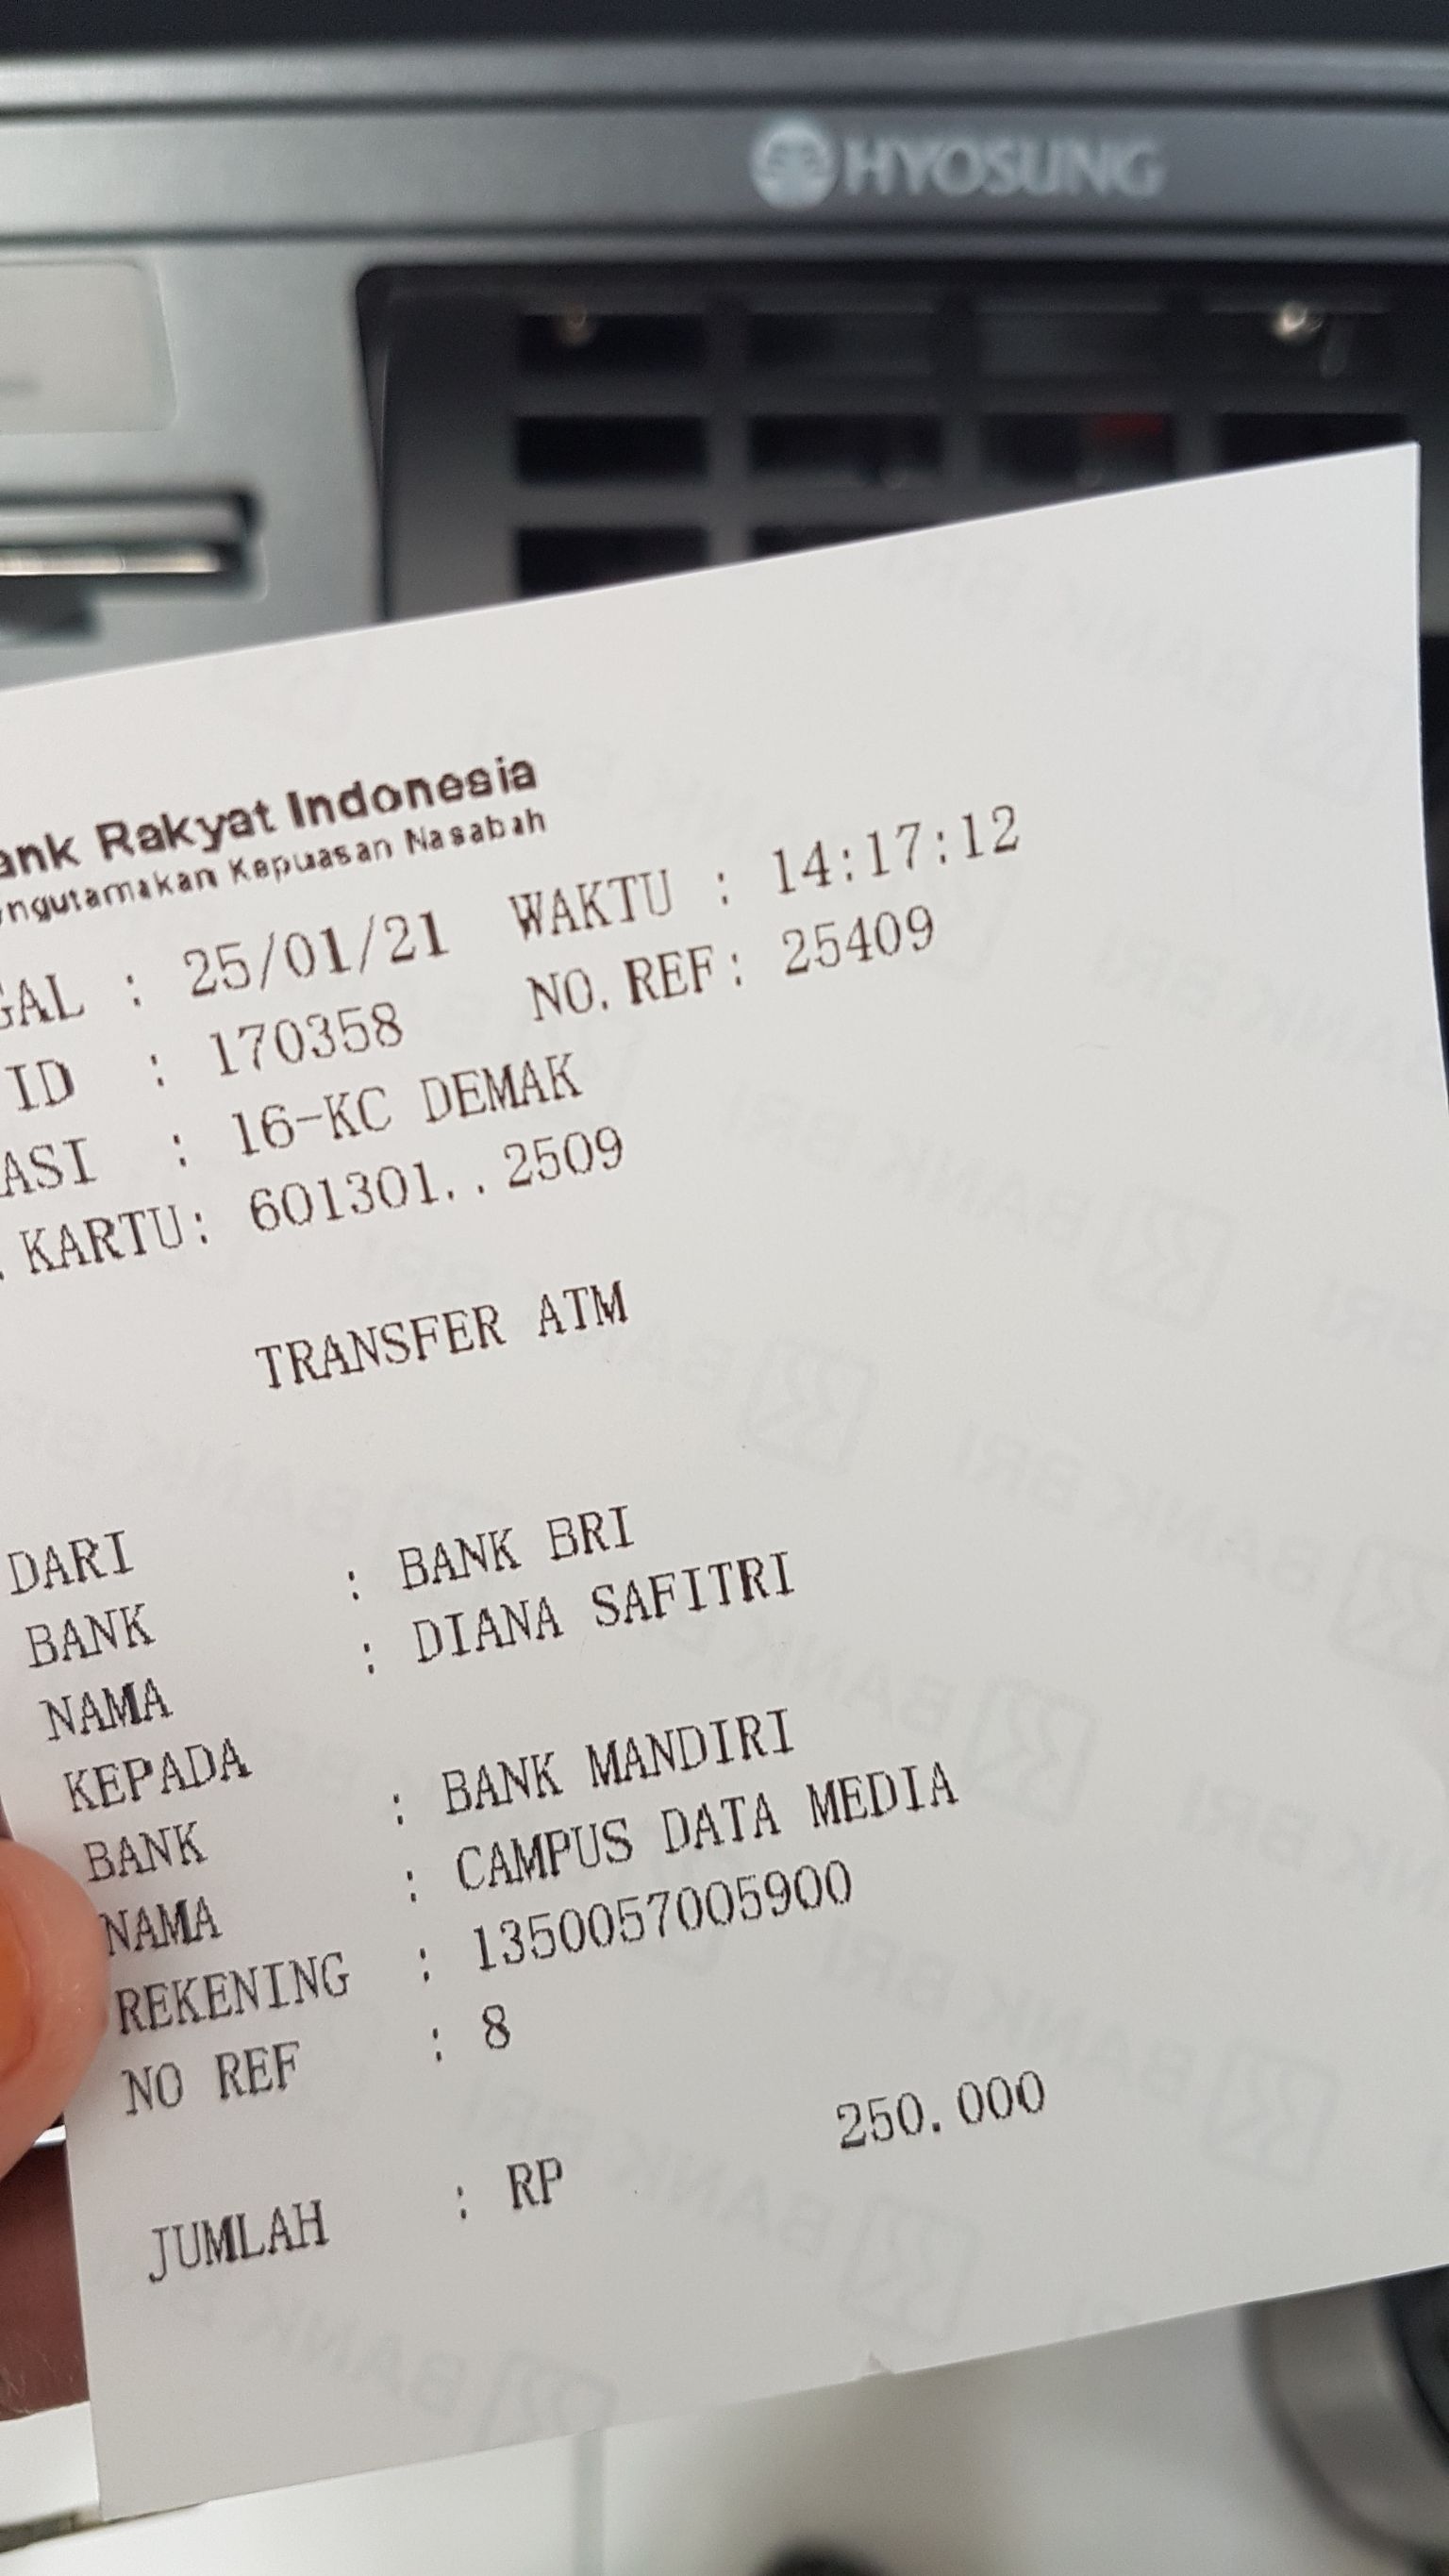 HYOSUNG
ank Rakyat Indonesia
ngutamakan Kepuasan Nasabah
GAL : 25/01/21 WAKTU : 14:17:12
ID : 170358 NO.REF: 25409
ASI : 16-KC DEMAK
. KARTU: 601301..2509
TRANSFER ATM
DARI
BANK : BANK BRI
NAMA : DIANA SAFITRI
KEPADA
BANK : BANK MANDIRI
NAMA : CAMPUS DATA MEDIA
REKENING : 1350057005900
NO REF : 8
JUMLAH : RP 250.000